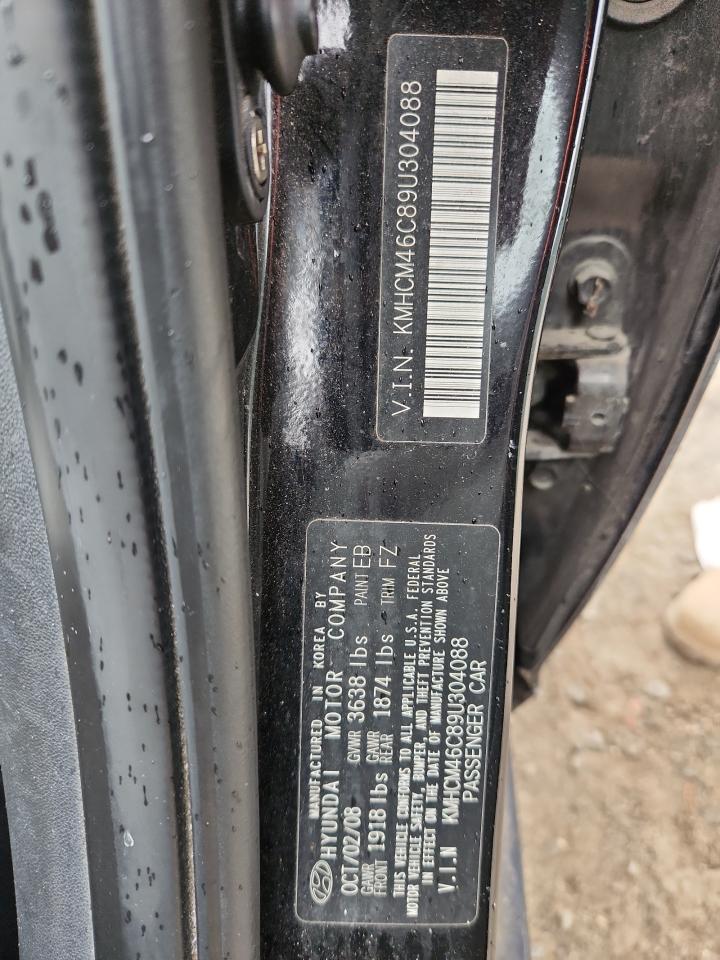 V.I.N. KMHCM46C89U304088
MANUFACTURED IN KOREA BY
HYUNDAI MOTOR COMPANY
OCT/02/08 GVWR 3638 lbs PAINT EB
GAWR FRONT 1918 lbs GAWR REAR 1874 lbs TRIM FZ
THIS VEHICLE CONFORMS TO ALL APPLICABLE U.S.A. FEDERAL
MOTOR VEHICLE SAFETY, BUMPER, AND THEFT PREVENTION STANDARDS
IN EFFECT ON THE DATE OF MANUFACTURE SHOWN ABOVE
V.I.N KMHCM46C89U304088
PASSENGER CAR